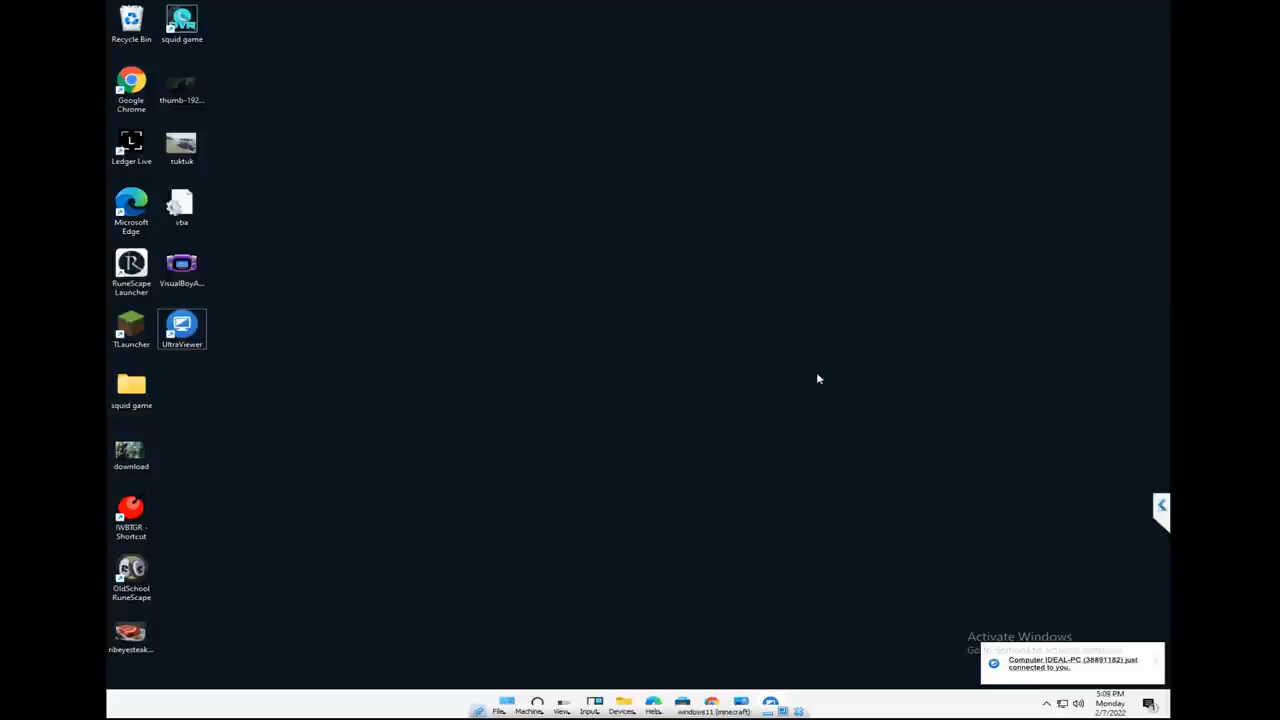 Recycle Bin
squid game
Google
Chrome
thumb-192...
Ledger Live
tuktuk
Microsoft
Edge
vba
RuneScape
Launcher
VisualBoyA...
TLauncher
UltraViewer
squid game
download
IWBTGR -
Shortcut
OldSchool
RuneScape
ribeyesteak...
Activate Windows
Computer IDEAL-PC (38891182) just
connected to you.
File Machine View Input Devices Help windows11 (minecraft)
5:09 PM
Monday
2/7/2022